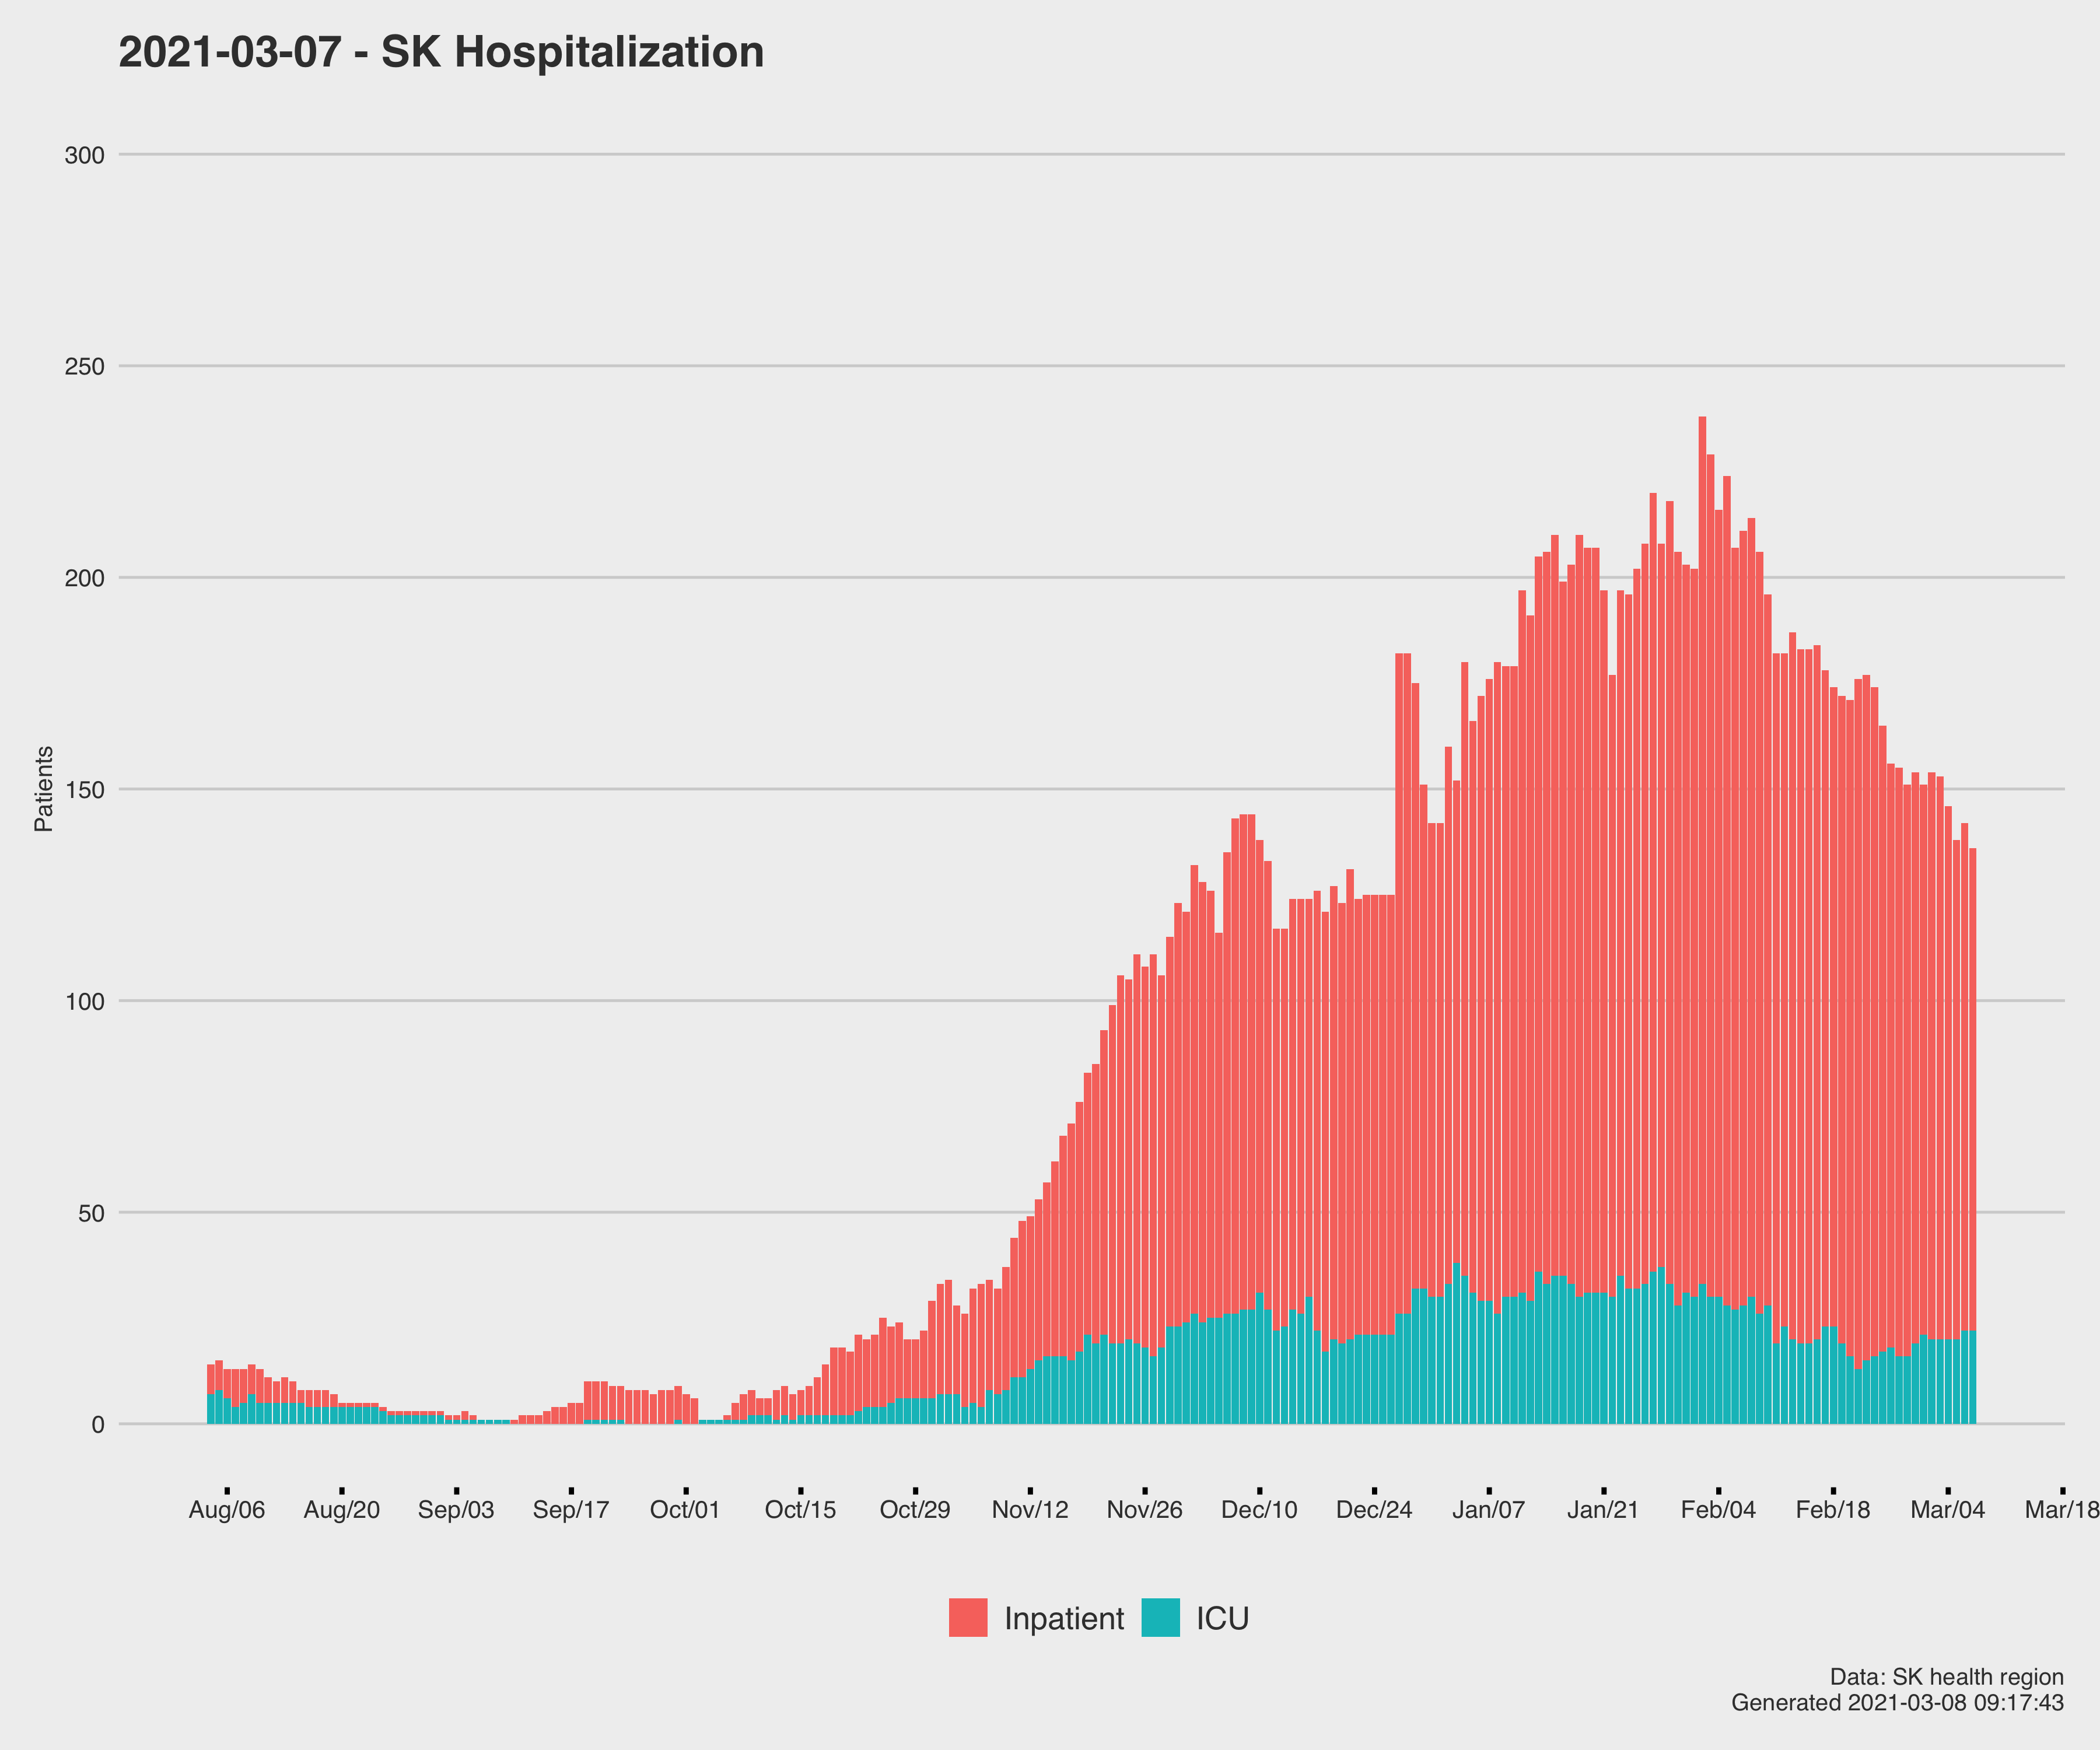 2021-03-07 - SK Hospitalization
300
250
200
150
100
50
0
Patients
Aug/06 Aug/20 Sep/03 Sep/17 Oct/01 Oct/15 Oct/29 Nov/12 Nov/26 Dec/10 Dec/24 Jan/07 Jan/21 Feb/04 Feb/18 Mar/04 Mar/18
Inpatient ICU
Data: SK health region
Generated 2021-03-08 09:17:43